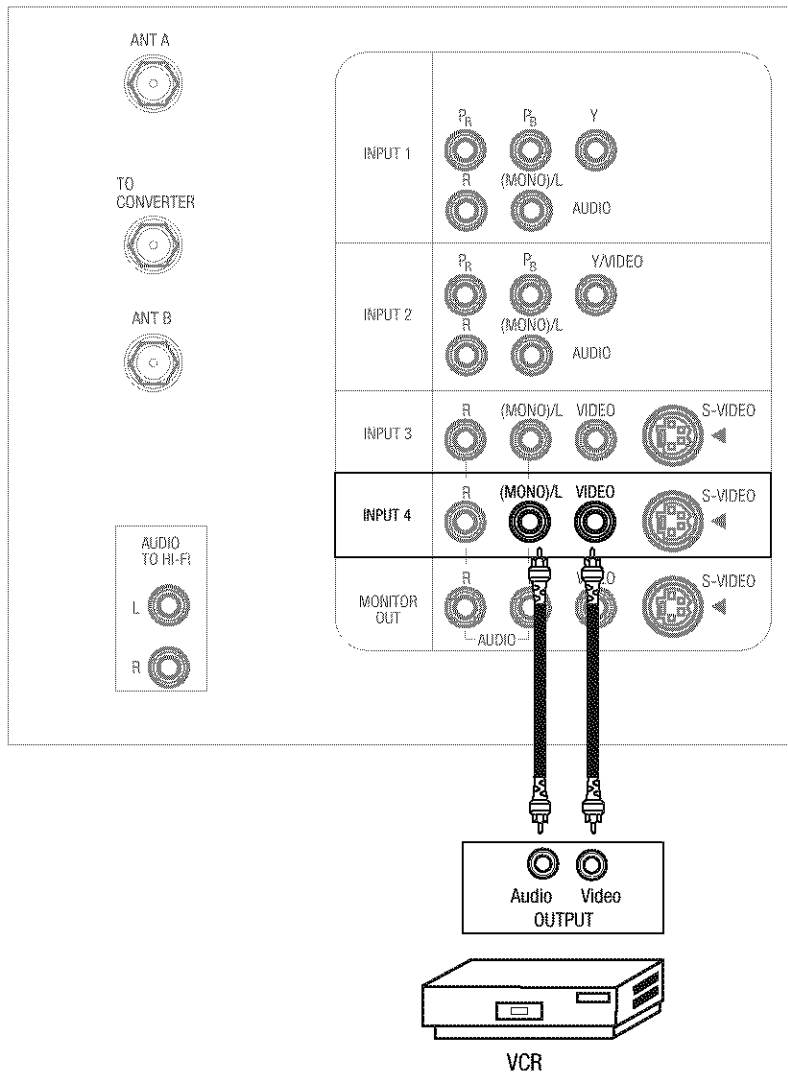 ANT A
TO
CONVERTER
ANT B
AUDIO
TO HI-FI
L
R
INPUT 1
PR PB Y
R (MONO)/L AUDIO
INPUT 2
PR PB Y/VIDEO
R (MONO)/L AUDIO
INPUT 3
R (MONO)/L VIDEO S-VIDEO
INPUT 4
R (MONO)/L VIDEO S-VIDEO
MONITOR
OUT
R VIDEO S-VIDEO
AUDIO
Audio Video
OUTPUT
VCR